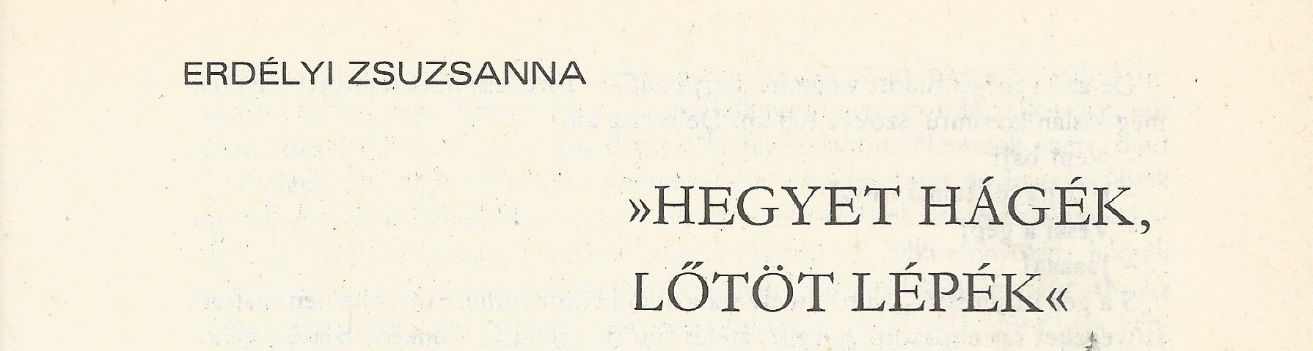 ERDÉLYI ZSUZSANNA
»HEGYET HÁGÉK,
LŐTÖT LÉPÉK«